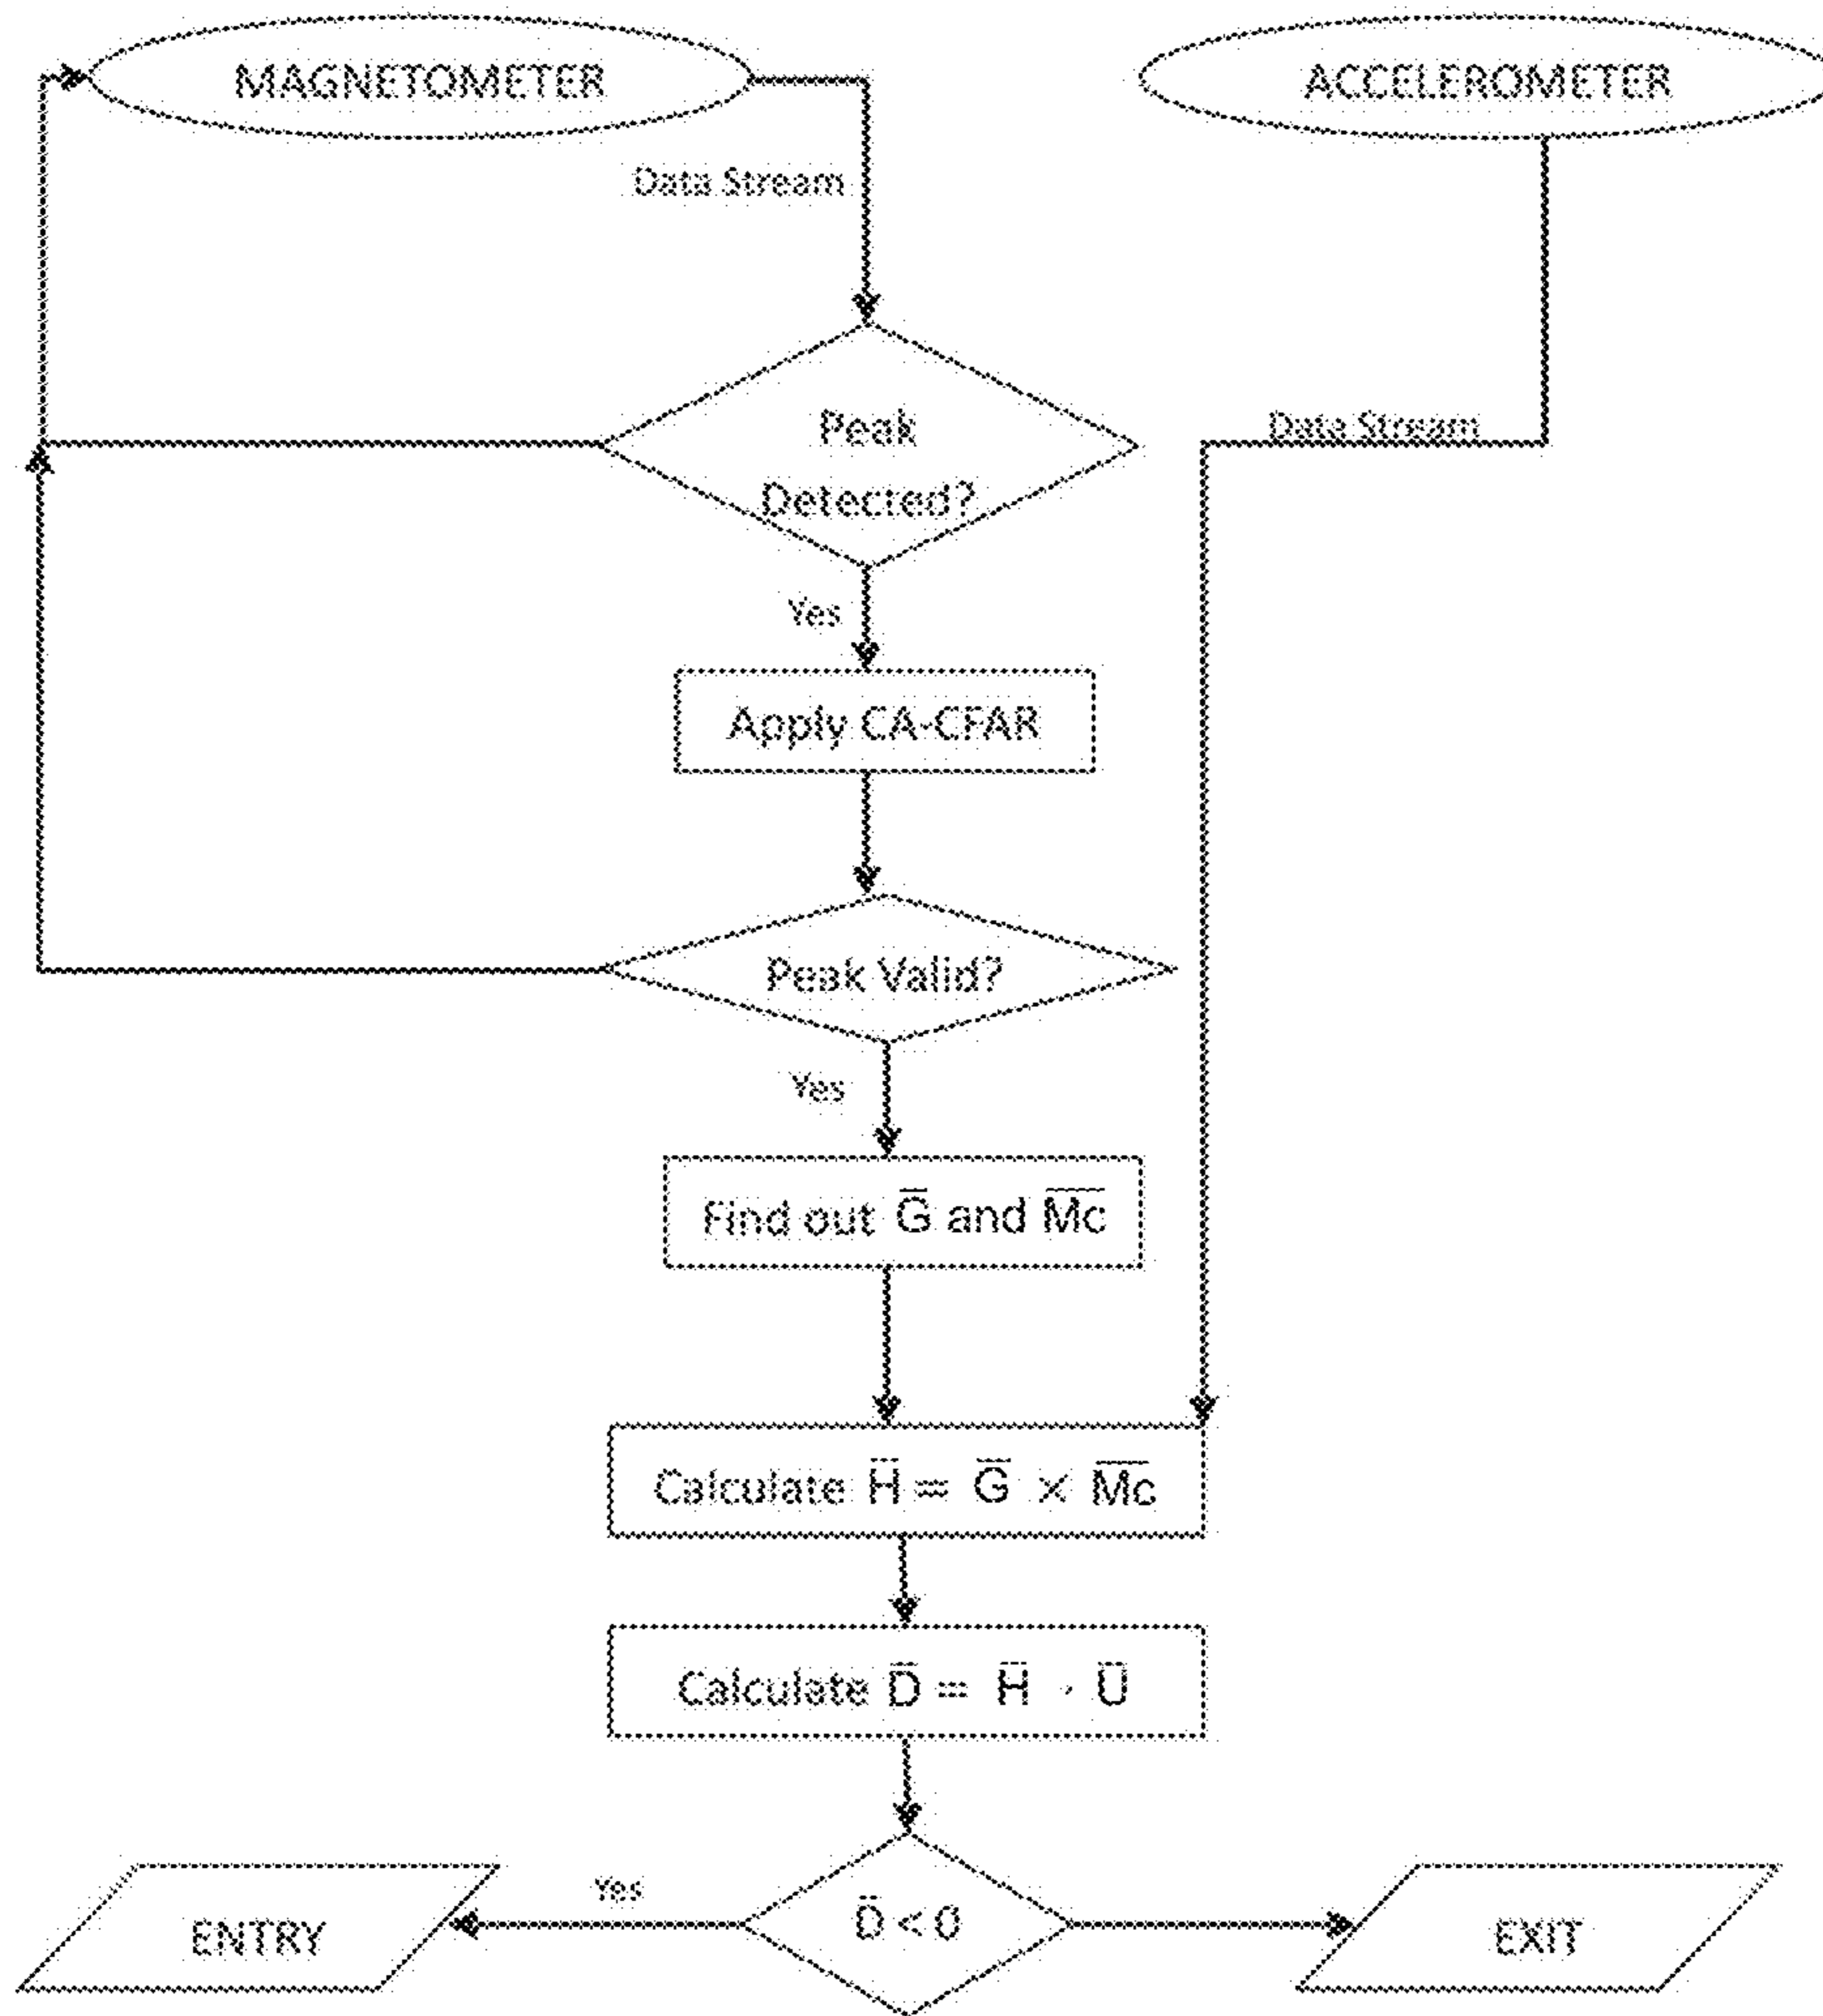 MAGNETOMETER
ACCELEROMETER
Data Stream
Peak
Detected?
Data Stream
Yes
Apply CA-CFAR
Peak Valid?
Yes
Find out G̅ and M̅c̅
Calculate H̅ = G̅ × M̅c̅
Calculate D̅ = H̅ · U̅
Yes
D̅ < 0
ENTRY
EXIT